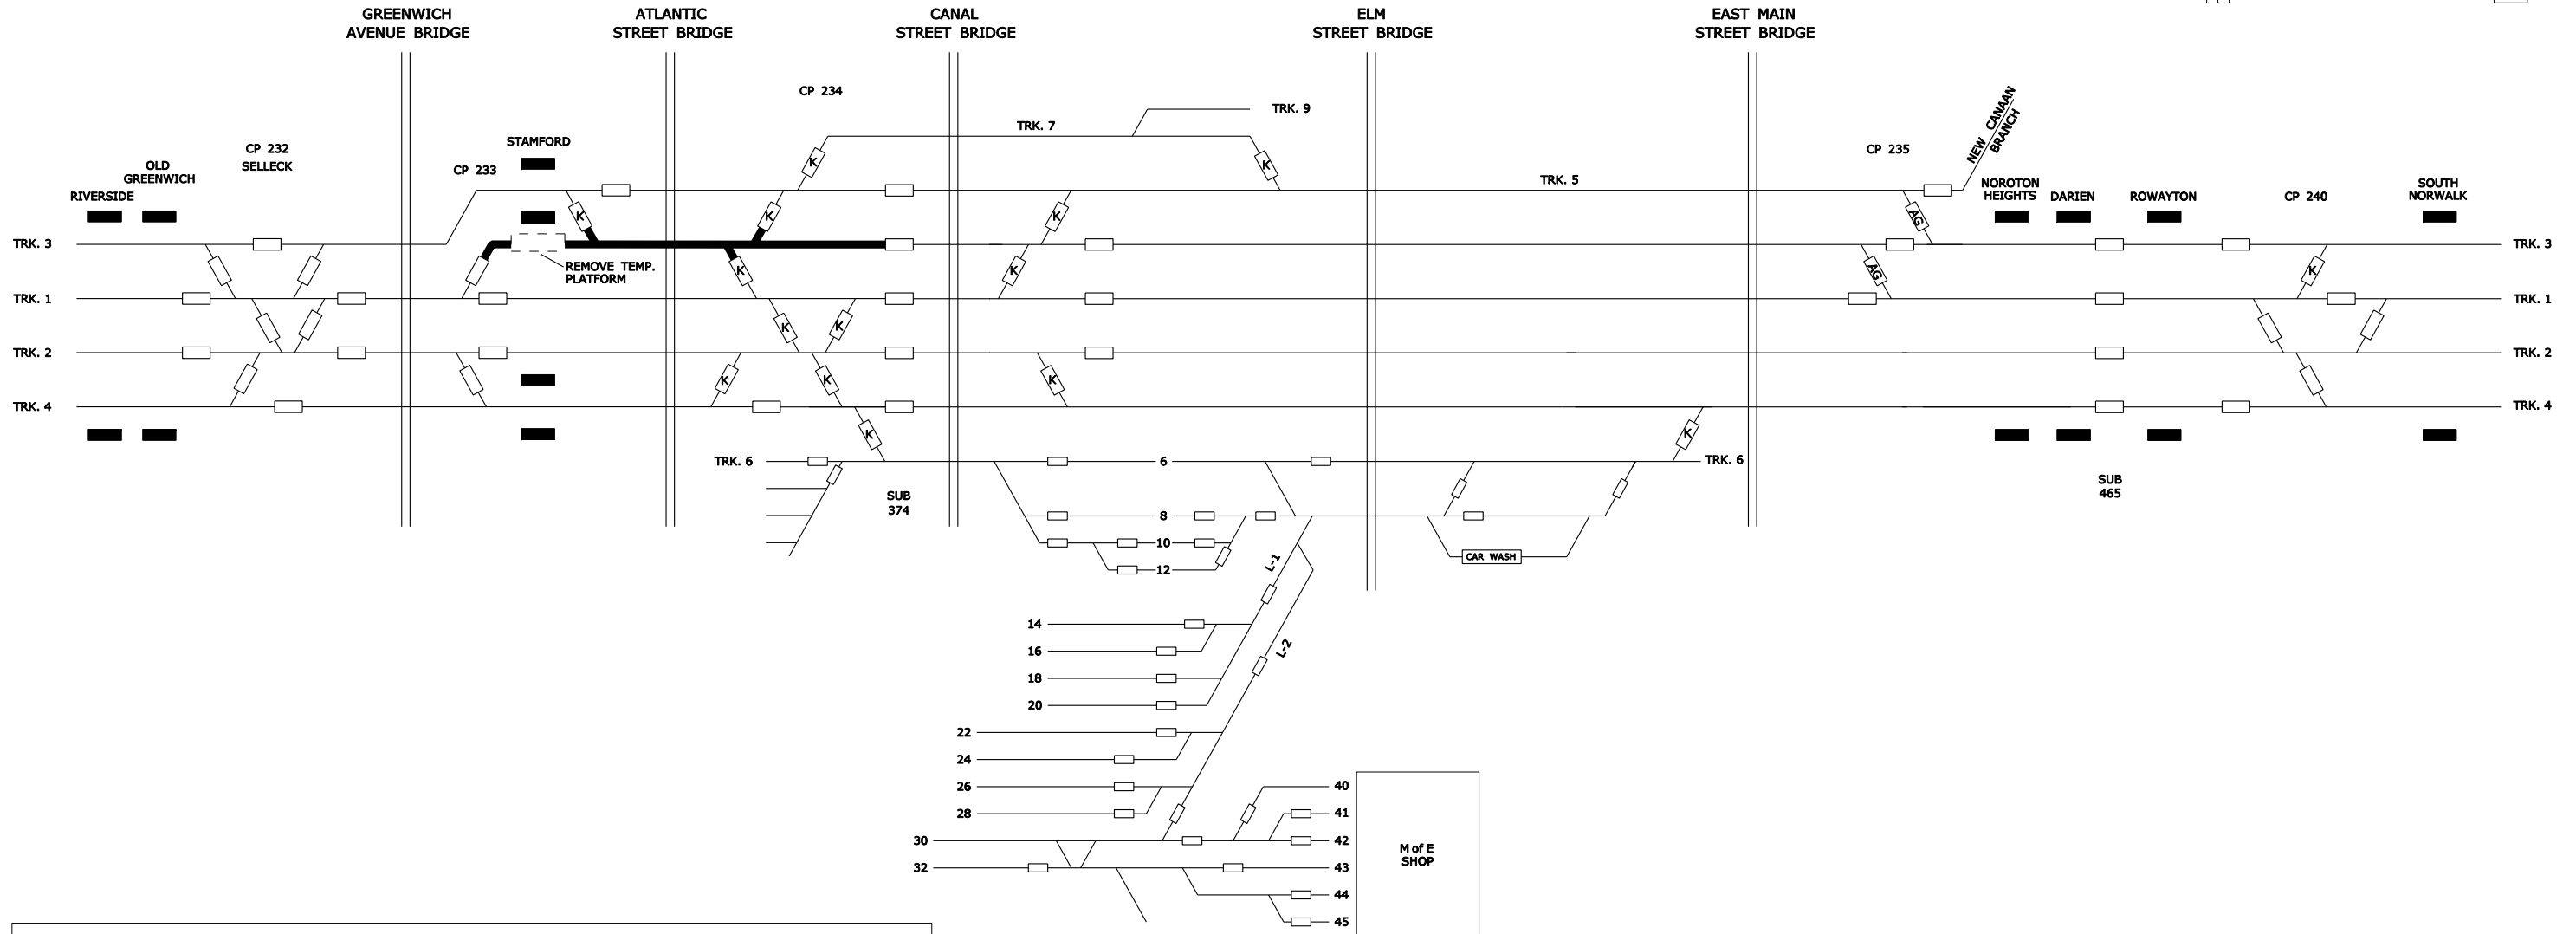 GREENWICH
AVENUE BRIDGE
ATLANTIC
STREET BRIDGE
CANAL
STREET BRIDGE
ELM
STREET BRIDGE
EAST MAIN
STREET BRIDGE
CP 234
TRK. 9
TRK. 7
NEW CANAAN
BRANCH
STAMFORD
CP 232
SELLECK
CP 235
OLD
GREENWICH
CP 233
K
K
TRK. 5
NOROTON
HEIGHTS
DARIEN
ROWAYTON
CP 240
SOUTH
NORWALK
RIVERSIDE
K
K
K
AG
TRK. 3
TRK. 3
REMOVE TEMP.
PLATFORM
K
K
AG
K
TRK. 1
TRK. 1
K
K
TRK. 2
TRK. 2
K
K
K
TRK. 4
TRK. 4
K
K
TRK. 6
6
TRK. 6
SUB
374
SUB
465
8
10
CAR WASH
12
L-1
14
16
L-2
18
20
22
24
26
40
28
41
30
42
M of E
SHOP
32
43
44
45